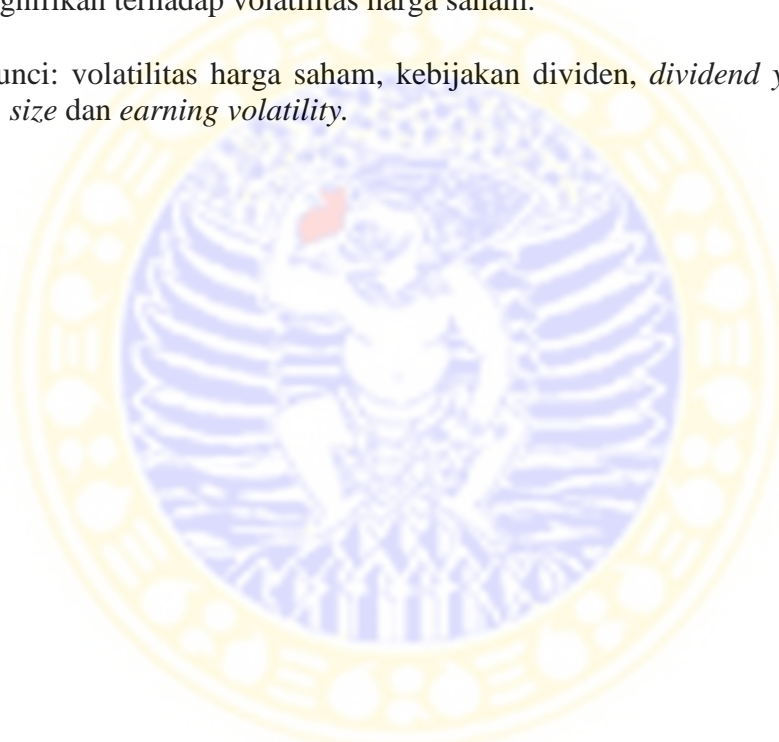 gnifikan terhadap volatilitas harga saham.
unci: volatilitas harga saham, kebijakan dividen, dividend y
size dan earning volatility.